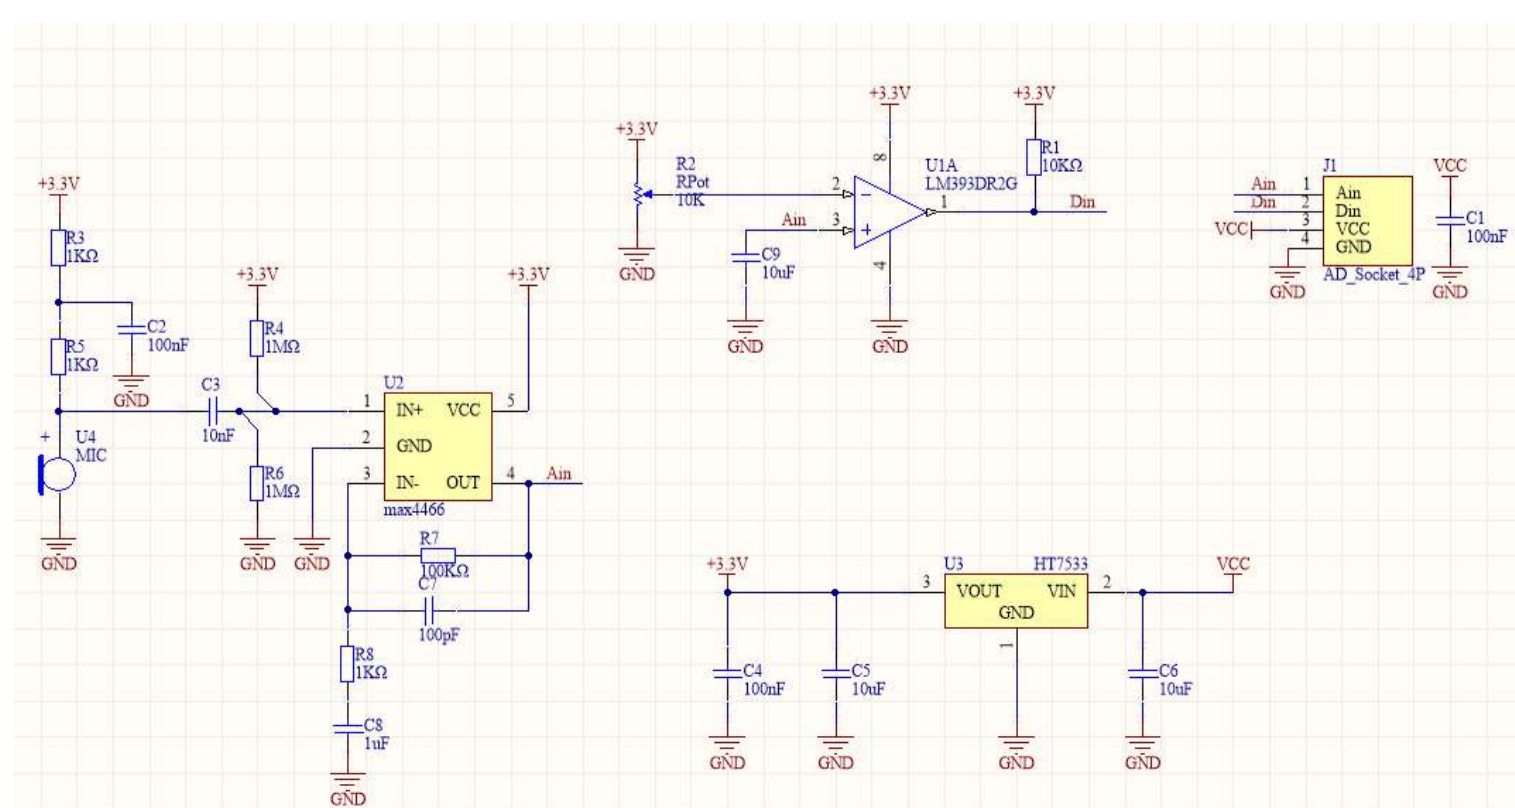 +3.3V
R3
1KΩ
C2
100nF
R5
1KΩ
GND
+
U4
MIC
GND
C3
10nF
+3.3V
R4
1MΩ
R6
1MΩ
GND
GND
+3.3V
U2
1 IN+ VCC 5
2 GND
3 IN- OUT 4 Ain
max4466
R7
100KΩ
C7
100pF
R8
1KΩ
C8
1uF
GND
+3.3V
R2
RPot
10K
GND
+3.3V
8
U1A
LM393DR2G
2 -
Ain 3 +
1
4
C9
10uF
GND
GND
+3.3V
R1
10KΩ
Din
J1
Ain 1 Ain
Din 2 Din
VCC 3 VCC
4 GND
AD_Socket_4P
GND
VCC
C1
100nF
GND
+3.3V
U3 HT7533
3 VOUT VIN 2
GND
1
VCC
C4
100nF
C5
10uF
C6
10uF
GND
GND
GND
GND